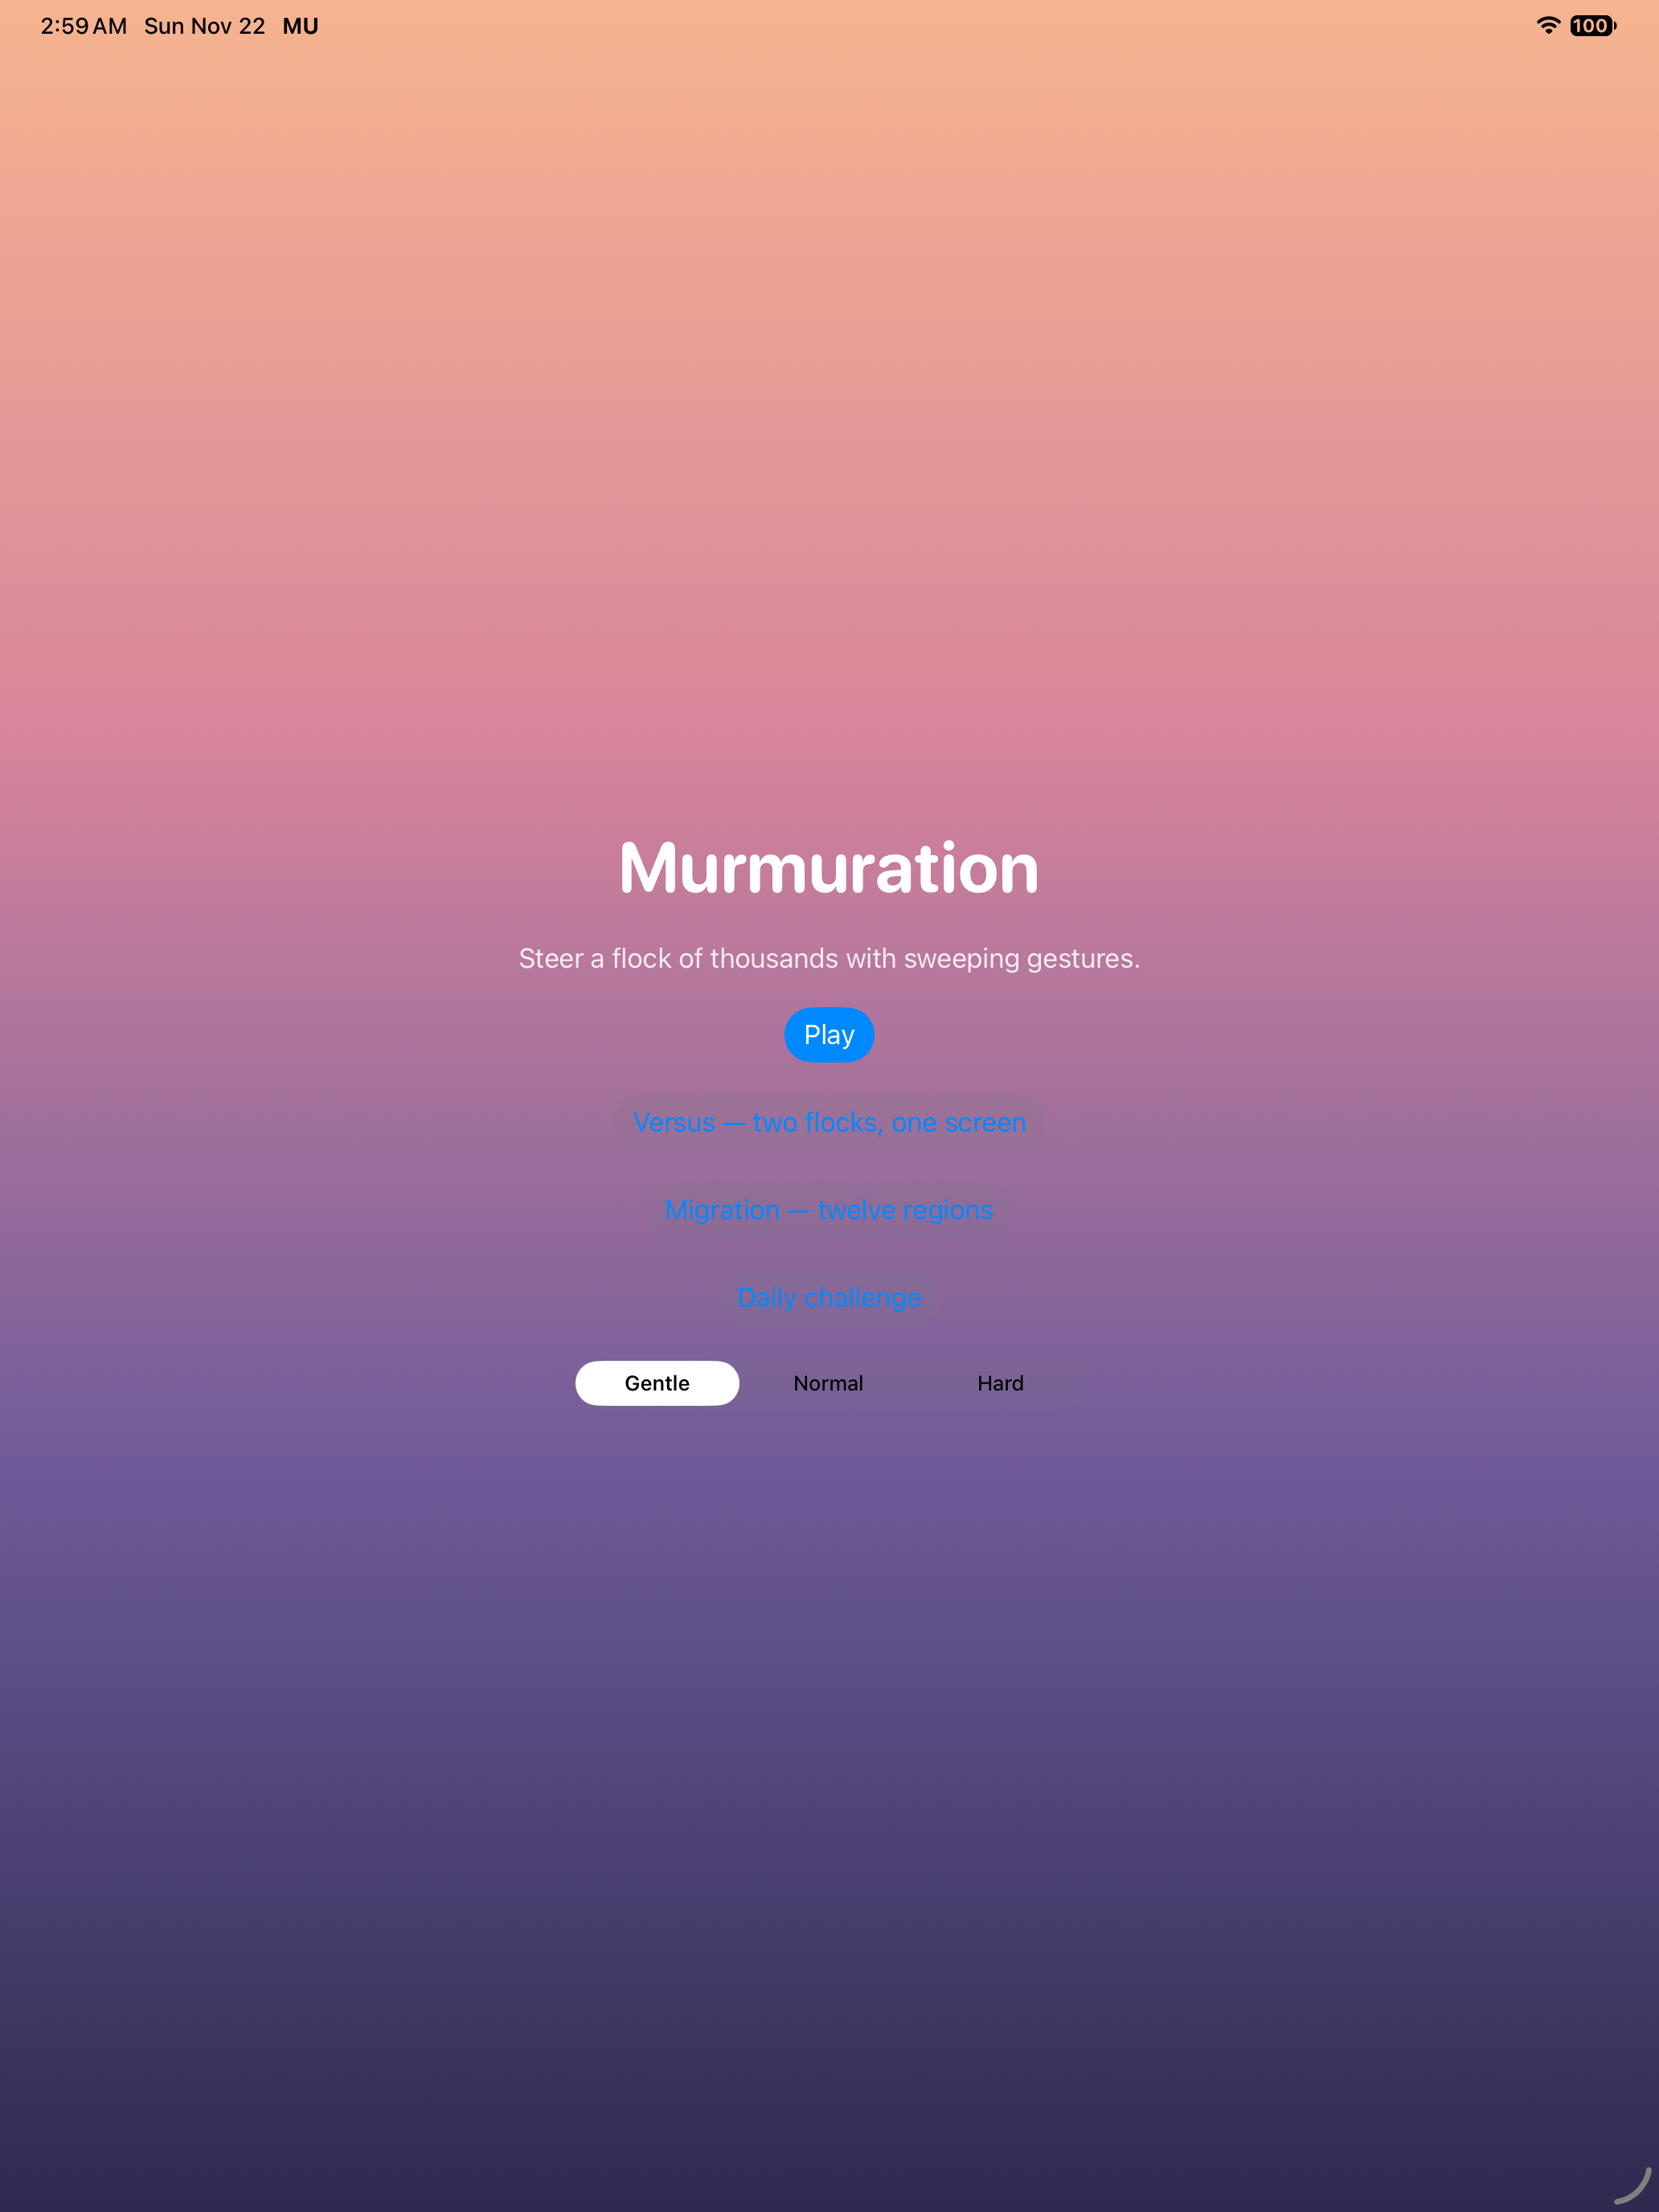 2:59 AM Sun Nov 22 MU 100
Murmuration
Steer a flock of thousands with sweeping gestures.
Play
Versus — two flocks, one screen
Migration — twelve regions
Daily challenge
Gentle Normal Hard